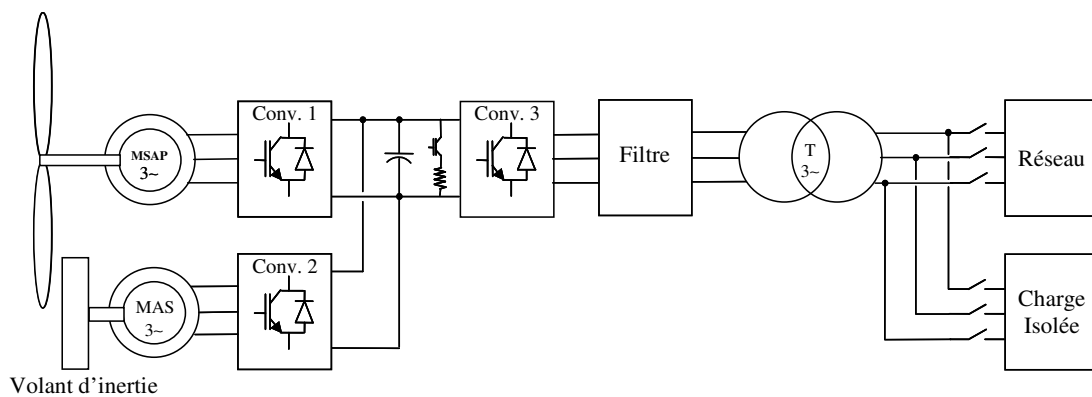 Conv. 1
MSAP
3~
Conv. 3
Filtre
T
3~
Réseau
Conv. 2
MAS
3~
Charge
Isolée
Volant d'inertie